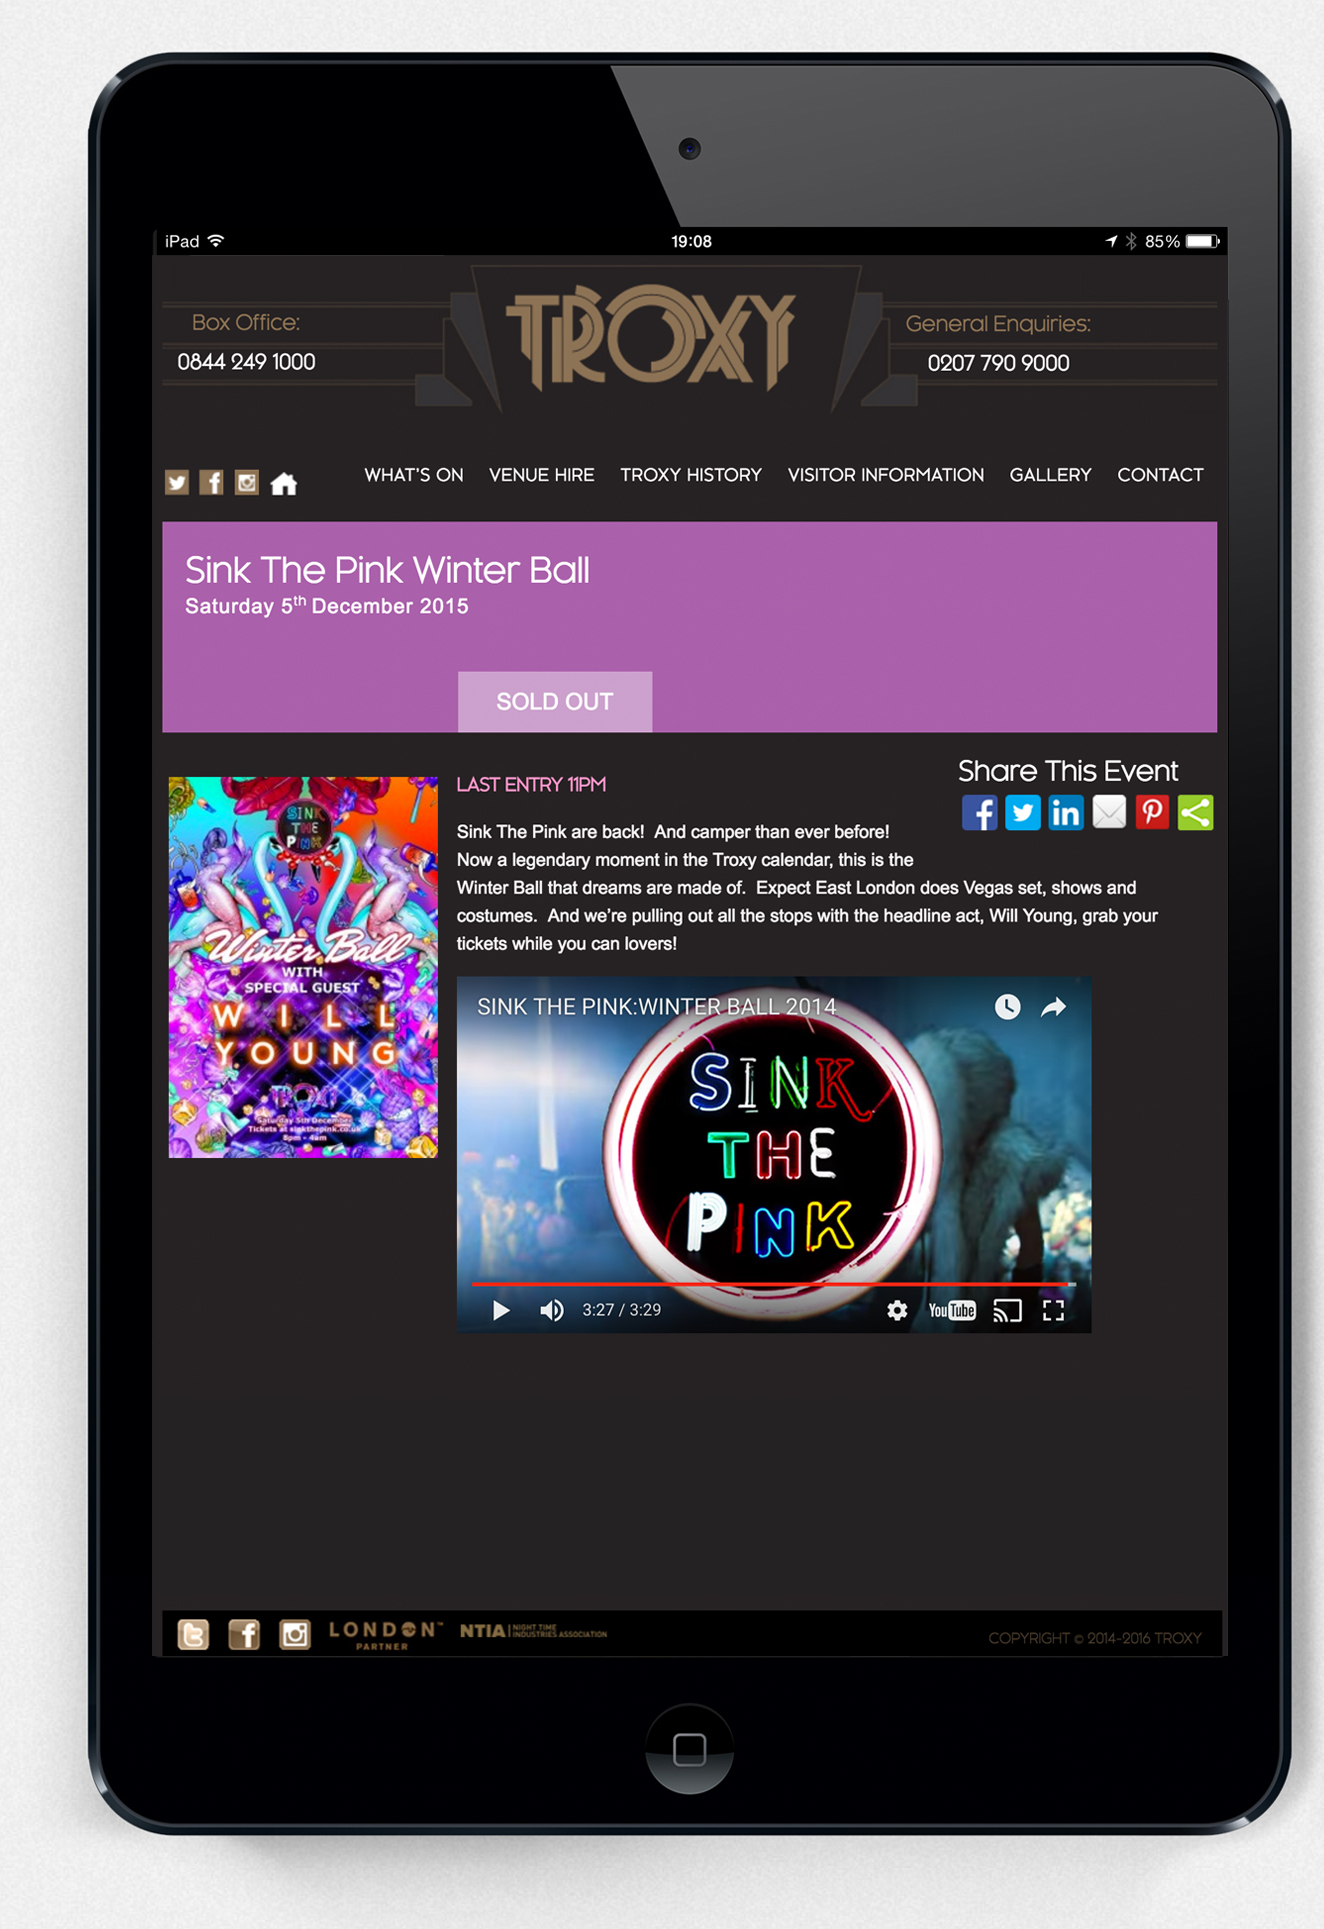 iPad 19:08 85%
TROXY
Box Office:
0844 249 1000
General Enquiries:
0207 790 9000
WHAT'S ON VENUE HIRE TROXY HISTORY VISITOR INFORMATION GALLERY CONTACT
Sink The Pink Winter Ball
Saturday 5th December 2015
SOLD OUT
SINK
THE
PINK
Winter Ball
WITH
SPECIAL GUEST
WILL
YOUNG
TROXY
Saturday 5th December
Tickets at sinkthepink.co.uk
8pm - 4am
LAST ENTRY 11PM
Share This Event
Sink The Pink are back!  And camper than ever before!
Now a legendary moment in the Troxy calendar, this is the
Winter Ball that dreams are made of.  Expect East London does Vegas set, shows and
costumes.  And we're pulling out all the stops with the headline act, Will Young, grab your
tickets while you can lovers!
SINK THE PINK:WINTER BALL 2014
SINK
THE
PINK
3:27 / 3:29
YouTube
LONDON™
PARTNER
NTIA | NIGHT TIME
INDUSTRIES ASSOCIATION
COPYRIGHT © 2014-2016 TROXY